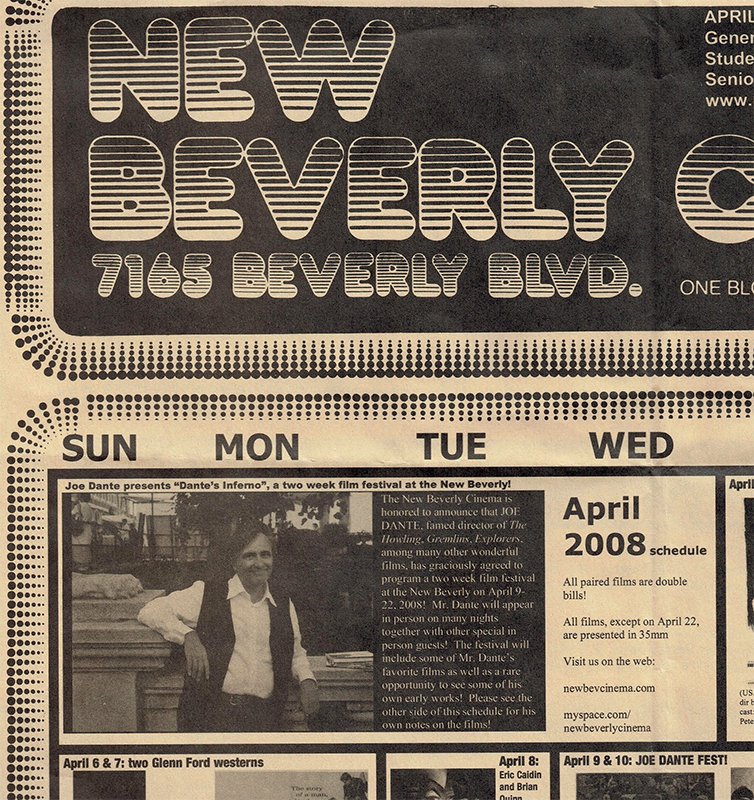 NEW
BEVERLY C
7165 BEVERLY BLVD.
APRIL
Gener
Stude
Senio
www.
ONE BLO
SUN MON TUE WED
Joe Dante presents "Dante's Inferno", a two week film festival at the New Beverly!
The New Beverly Cinema is
honored to announce that JOE
DANTE, famed director of The
Howling, Gremlins, Explorers,
among many other wonderful
films, has graciously agreed to
program a two week film festival
at the New Beverly on April 9-
22, 2008! Mr. Dante will appear
in person on many nights
together with other special in
person guests! The festival will
include some of Mr. Dante's
favorite films as well as a rare
opportunity to see some of his
own early works! Please see the
other side of this schedule for his
own notes on the films!
April
2008 schedule
All paired films are double
bills!
All films, except on April 22,
are presented in 35mm
Visit us on the web:
newbevcinema.com
myspace.com/
newbeverlycinema
April
(US
dir b
cast:
Pete
April 6 & 7: two Glenn Ford westerns
The story
of a man,
April 8:
Eric Caidin
and Brian
Quinn
April 9 & 10: JOE DANTE FEST!